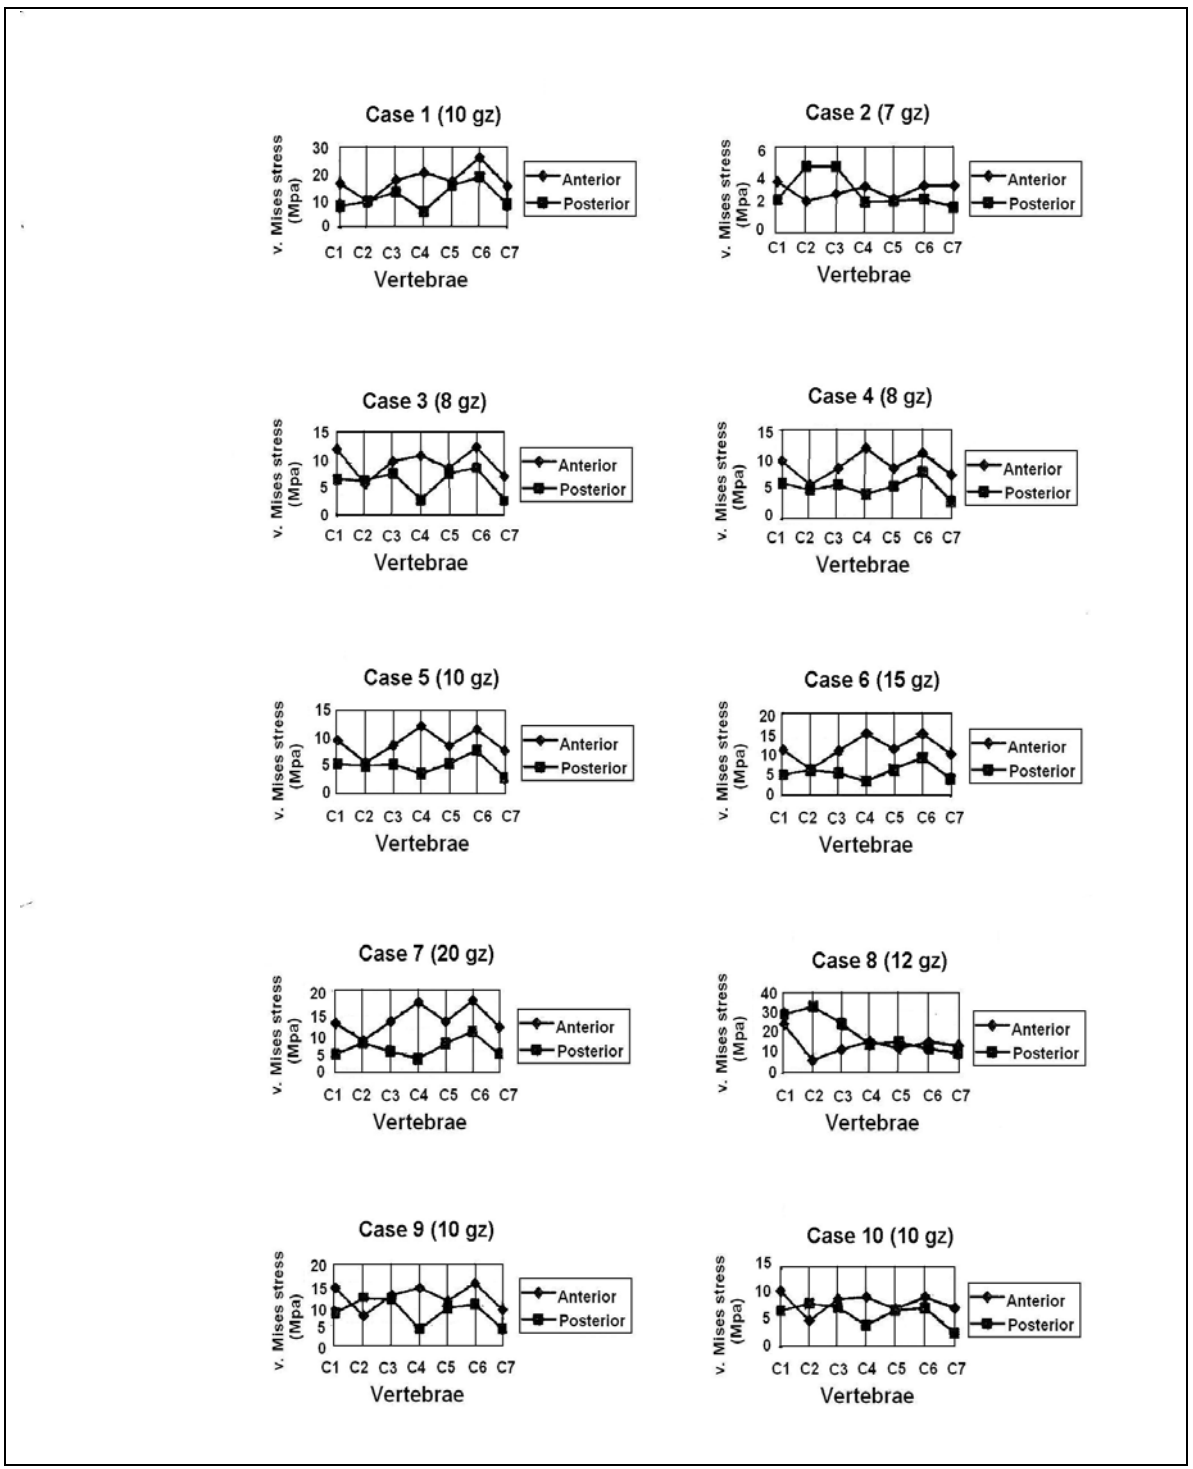 Case 1 (10 gz)
v. Mises stress
(Mpa)
30
20
10
0
C1 C2 C3 C4 C5 C6 C7
Vertebrae
Anterior
Posterior
Case 2 (7 gz)
v. Mises stress
(Mpa)
6
4
2
0
C1 C2 C3 C4 C5 C6 C7
Vertebrae
Anterior
Posterior
Case 3 (8 gz)
v. Mises stress
(Mpa)
15
10
5
0
C1 C2 C3 C4 C5 C6 C7
Vertebrae
Anterior
Posterior
Case 4 (8 gz)
v. Mises stress
(Mpa)
15
10
5
0
C1 C2 C3 C4 C5 C6 C7
Vertebrae
Anterior
Posterior
Case 5 (10 gz)
v. Mises stress
(Mpa)
15
10
5
0
C1 C2 C3 C4 C5 C6 C7
Vertebrae
Anterior
Posterior
Case 6 (15 gz)
v. Mises stress
(Mpa)
20
15
10
5
0
C1 C2 C3 C4 C5 C6 C7
Vertebrae
Anterior
Posterior
Case 7 (20 gz)
v. Mises stress
(Mpa)
20
15
10
5
0
C1 C2 C3 C4 C5 C6 C7
Vertebrae
Anterior
Posterior
Case 8 (12 gz)
v. Mises stress
(Mpa)
40
30
20
10
0
C1 C2 C3 C4 C5 C6 C7
Vertebrae
Anterior
Posterior
Case 9 (10 gz)
v. Mises stress
(Mpa)
20
15
10
5
0
C1 C2 C3 C4 C5 C6 C7
Vertebrae
Anterior
Posterior
Case 10 (10 gz)
v. Mises stress
(Mpa)
15
10
5
0
C1 C2 C3 C4 C5 C6 C7
Vertebrae
Anterior
Posterior